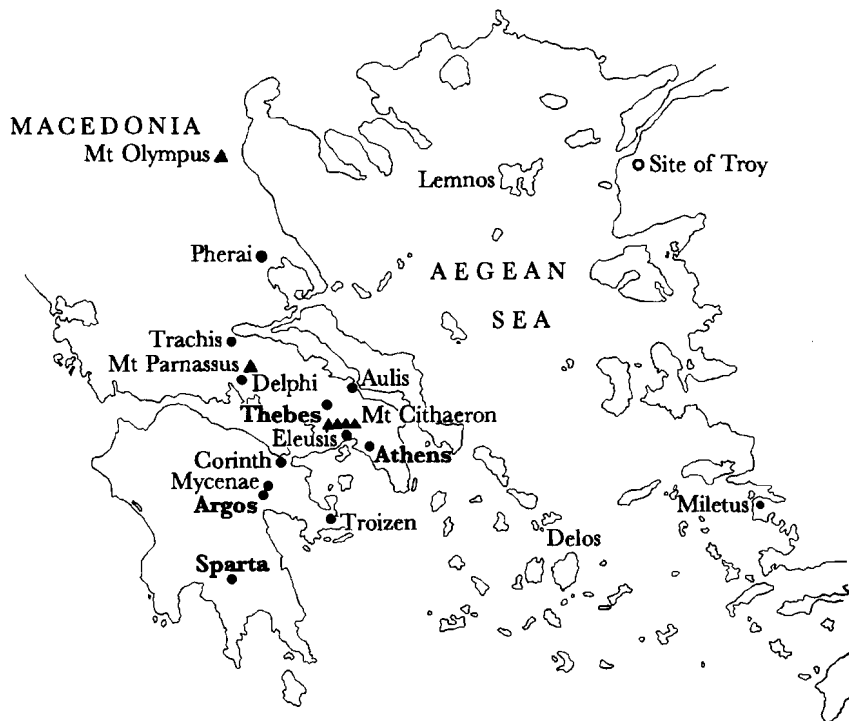 MACEDONIA
Mt Olympus
Lemnos
Site of Troy
Pherai
AEGEAN
SEA
Trachis
Mt Parnassus
Delphi
Aulis
Thebes
Mt Cithaeron
Eleusis
Athens
Corinth
Mycenae
Argos
Troizen
Miletus
Delos
Sparta